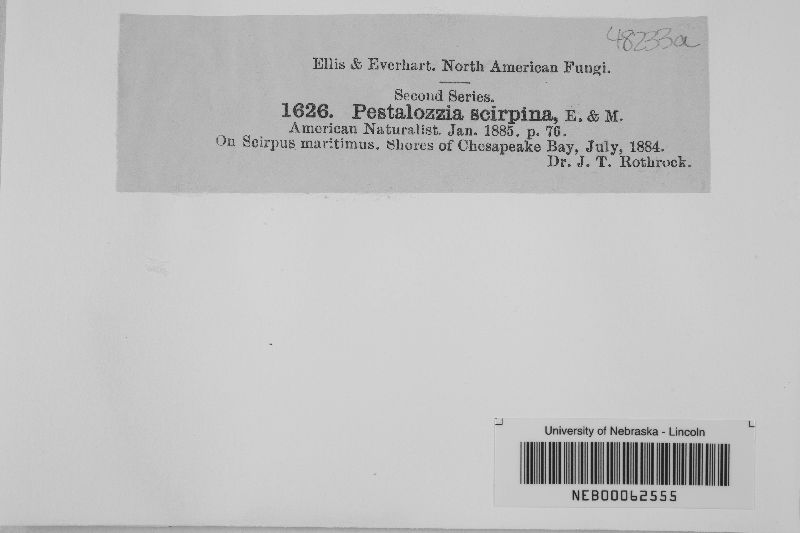 48233a
Ellis & Everhart. North American Fungi.
Second Series.
1626. Pestalozzia scirpina, E. & M.
American Naturalist. Jan. 1885. p. 76.
On Scirpus maritimus. Shores of Chesapeake Bay, July, 1884.
Dr. J. T. Rothrock.
University of Nebraska - Lincoln
NEB00062555